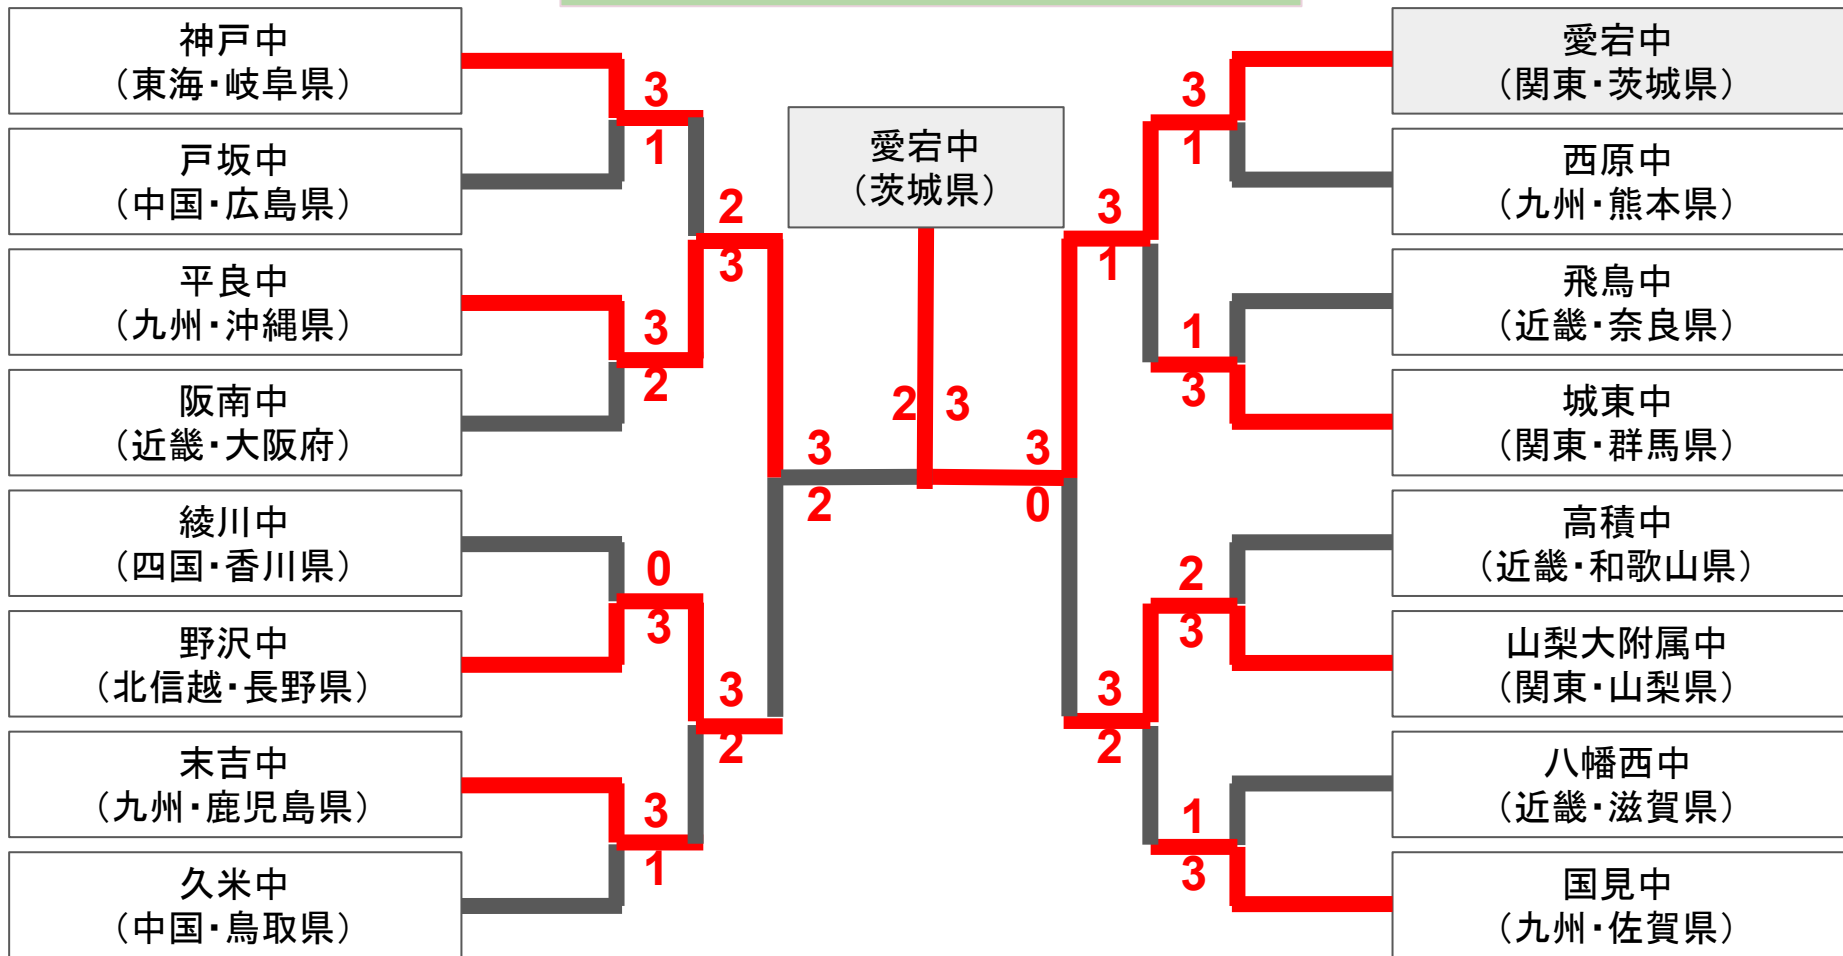 神戸中
（東海・岐阜県）
戸坂中
（中国・広島県）
平良中
（九州・沖縄県）
阪南中
（近畿・大阪府）
綾川中
（四国・香川県）
野沢中
（北信越・長野県）
末吉中
（九州・鹿児島県）
久米中
（中国・鳥取県）
3
1
3
2
0
3
3
1
2
3
3
2
3
2
愛宕中
（茨城県）
2
3
3
0
3
1
3
2
3
1
1
3
2
3
1
3
愛宕中
（関東・茨城県）
西原中
（九州・熊本県）
飛鳥中
（近畿・奈良県）
城東中
（関東・群馬県）
高積中
（近畿・和歌山県）
山梨大附属中
（関東・山梨県）
八幡西中
（近畿・滋賀県）
国見中
（九州・佐賀県）